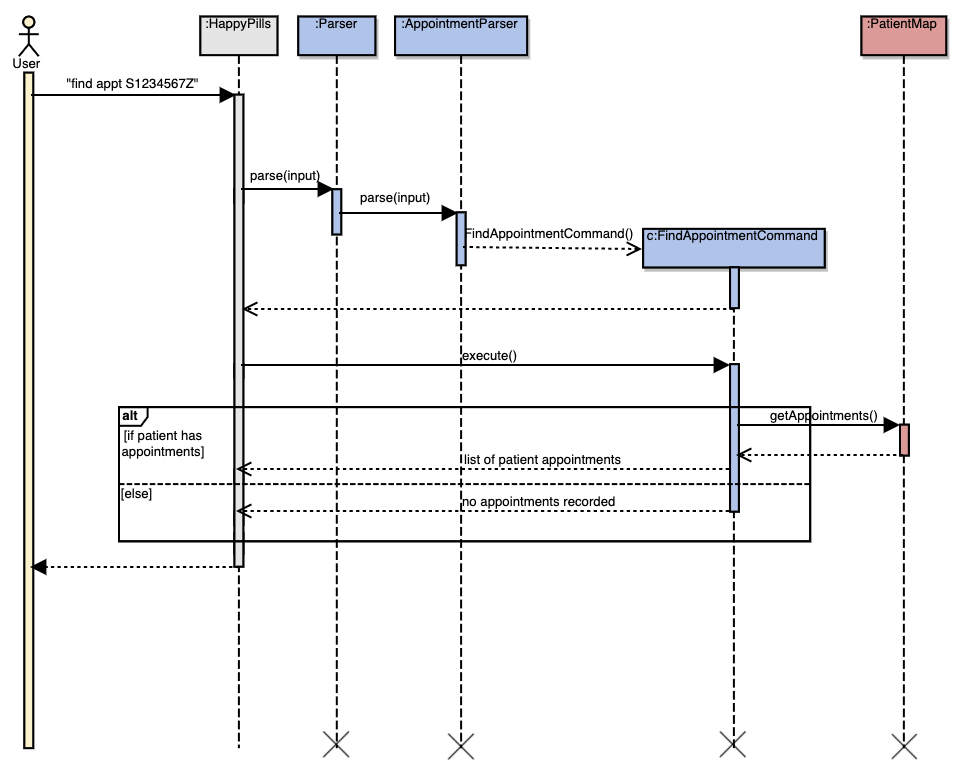 :HappyPills
:Parser
:AppointmentParser
:PatientMap
User
"find appt S1234567Z"
parse(input)
parse(input)
FindAppointmentCommand()
c:FindAppointmentCommand
execute()
alt
getAppointments()
[if patient has
appointments]
list of patient appointments
[else]
no appointments recorded